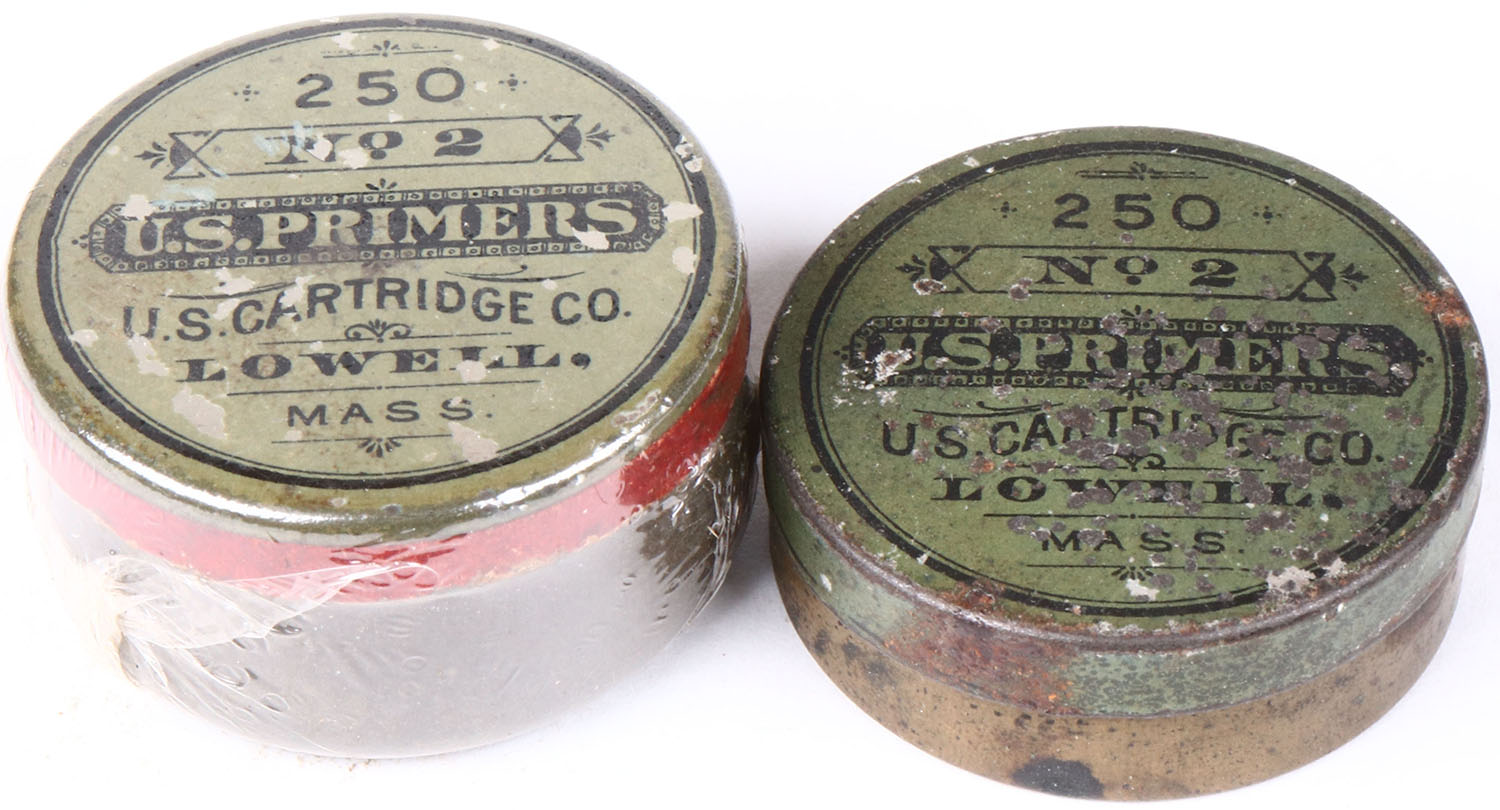 250
No 2
U.S. PRIMERS
U.S. CARTRIDGE CO.
LOWELL,
MASS.
250
No 2
U.S. PRIMERS
U.S. CARTRIDGE CO.
LOWELL,
MASS.